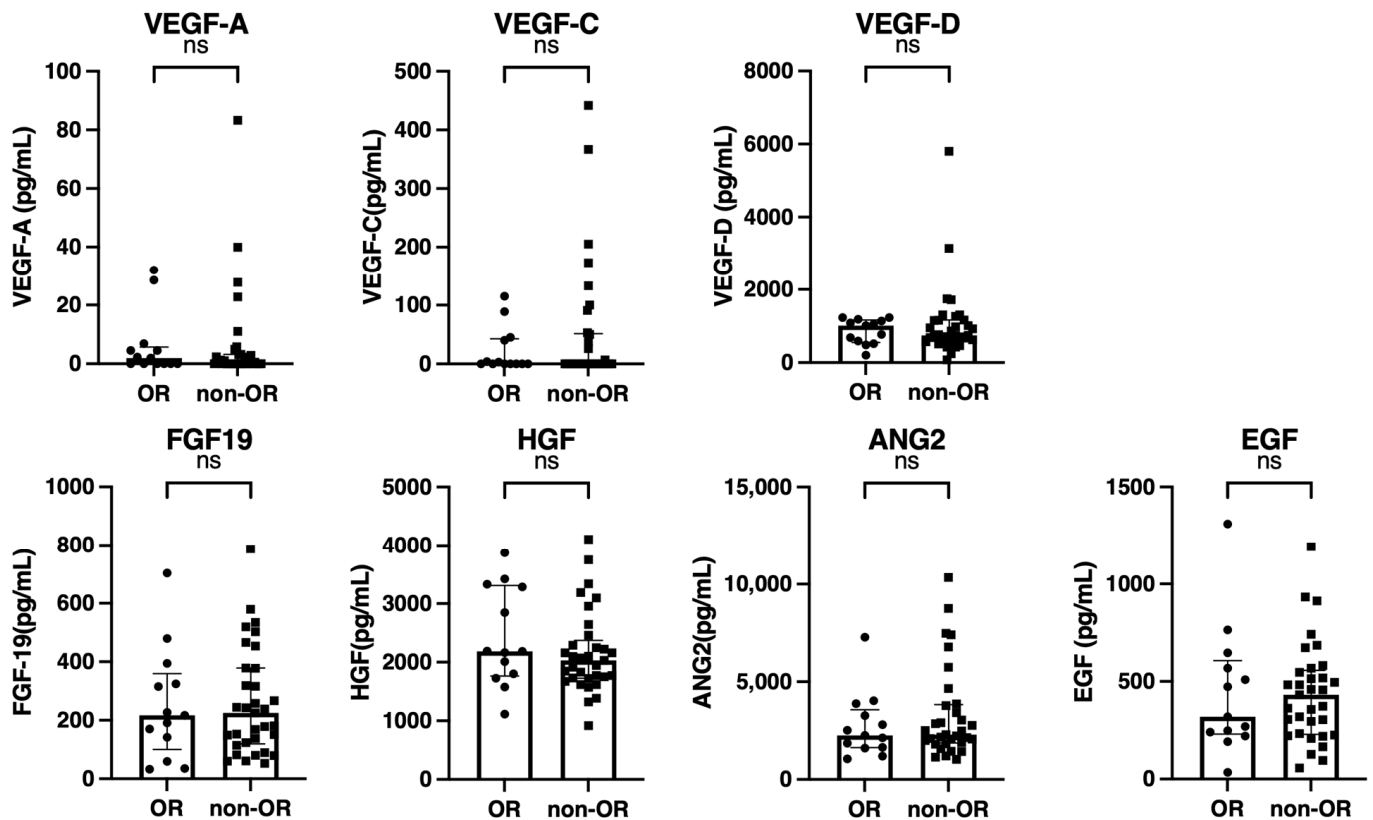 VEGF-A
ns
VEGF-A (pg/mL)
100
80
60
40
20
0
OR non-OR
VEGF-C
ns
VEGF-C(pg/mL)
500
400
300
200
100
0
OR non-OR
VEGF-D
ns
VEGF-D (pg/mL)
8000
6000
4000
2000
0
OR non-OR
FGF19
ns
FGF-19(pg/mL)
1000
800
600
400
200
0
OR non-OR
HGF
ns
HGF(pg/mL)
5000
4000
3000
2000
1000
0
OR non-OR
ANG2
ns
ANG2(pg/mL)
15,000
10,000
5,000
0
OR non-OR
EGF
ns
EGF (pg/mL)
1500
1000
500
0
OR non-OR